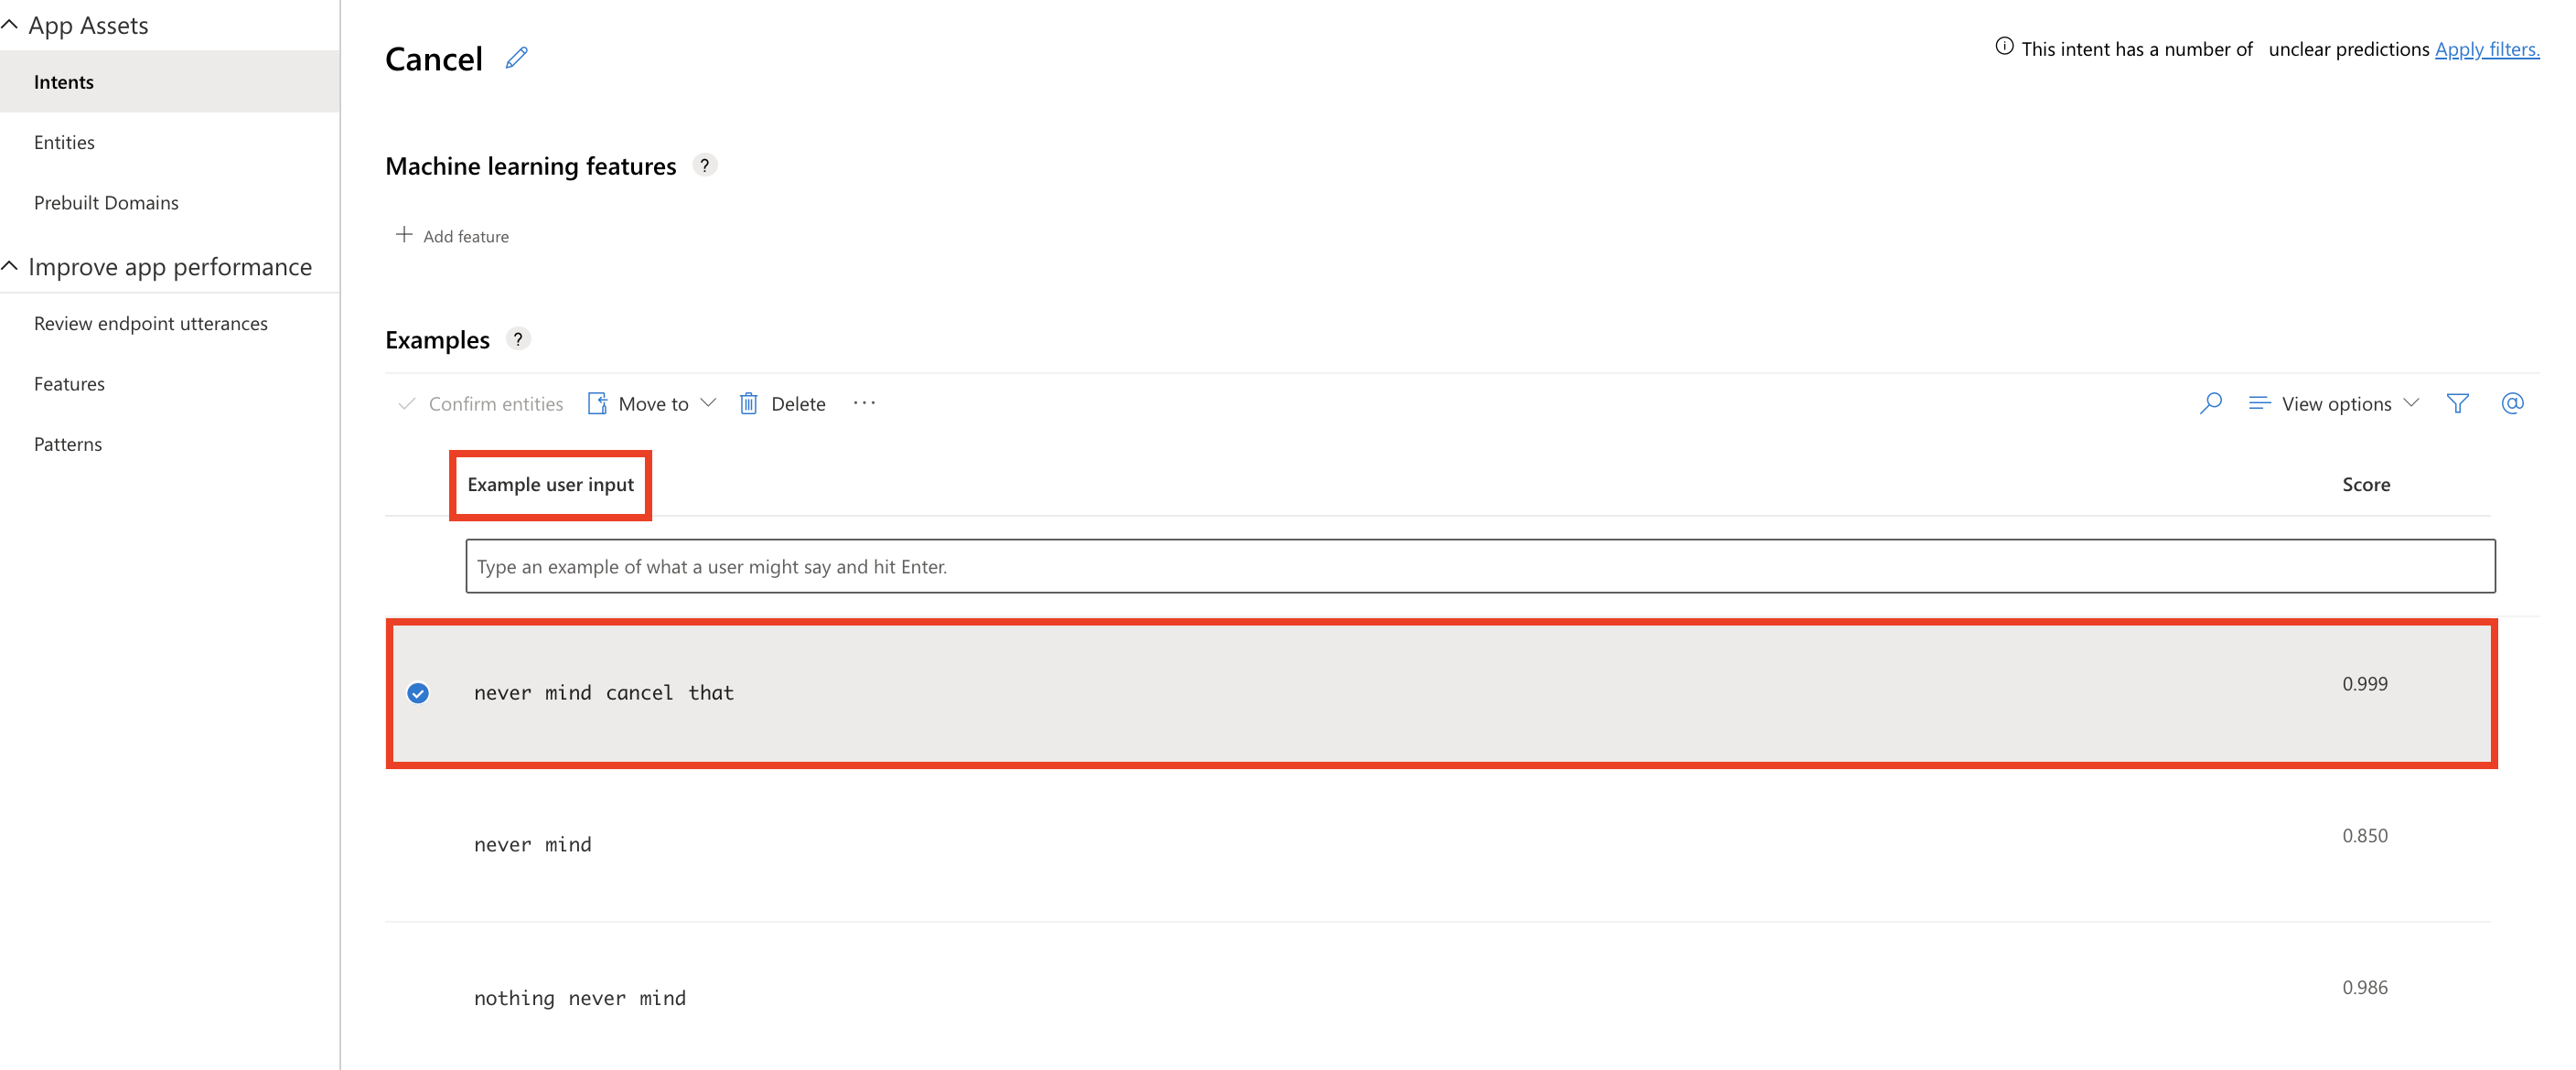 App Assets
Intents
Entities
Prebuilt Domains
Improve app performance
Review endpoint utterances
Features
Patterns
Cancel
This intent has a number of unclear predictions Apply filters.
Machine learning features ?
+ Add feature
Examples ?
Confirm entities Move to Delete ... View options @
Example user input Score
Type an example of what a user might say and hit Enter.
never mind cancel that 0.999
never mind 0.850
nothing never mind 0.986